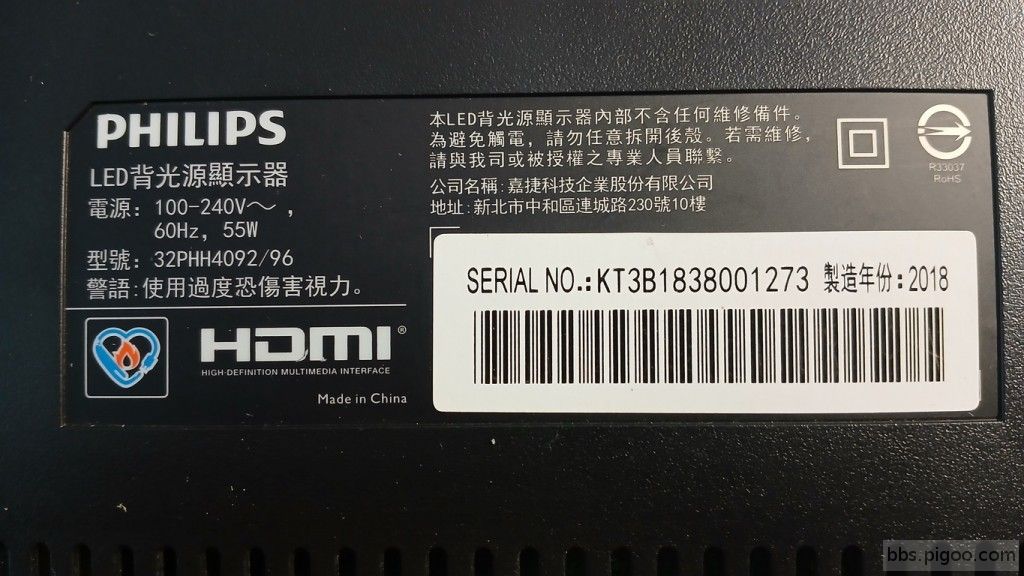 PHILIPS
LED背光源顯示器
電源：100-240V～，
60Hz，55W
型號：32PHH4092/96
警語:使用過度恐傷害視力。
HDMI®
HIGH-DEFINITION MULTIMEDIA INTERFACE
Made in China
本LED背光源顯示器內部不含任何維修備件。
為避免觸電，請勿任意拆開後殼。若需維修，
請與我司或被授權之專業人員聯繫。
公司名稱:嘉捷科技企業股份有限公司
地址:新北市中和區連城路230號10樓
R33037
RoHS
SERIAL NO.:KT3B1838001273 製造年份:2018
bbs.pigoo.com